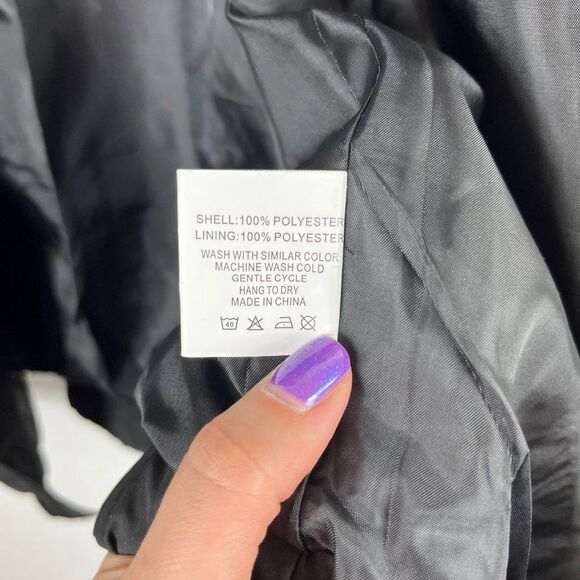 SHELL:100% POLYESTER
LINING:100% POLYESTER
WASH WITH SIMILAR COLOR
MACHINE WASH COLD
GENTLE CYCLE
HANG TO DRY
MADE IN CHINA
40